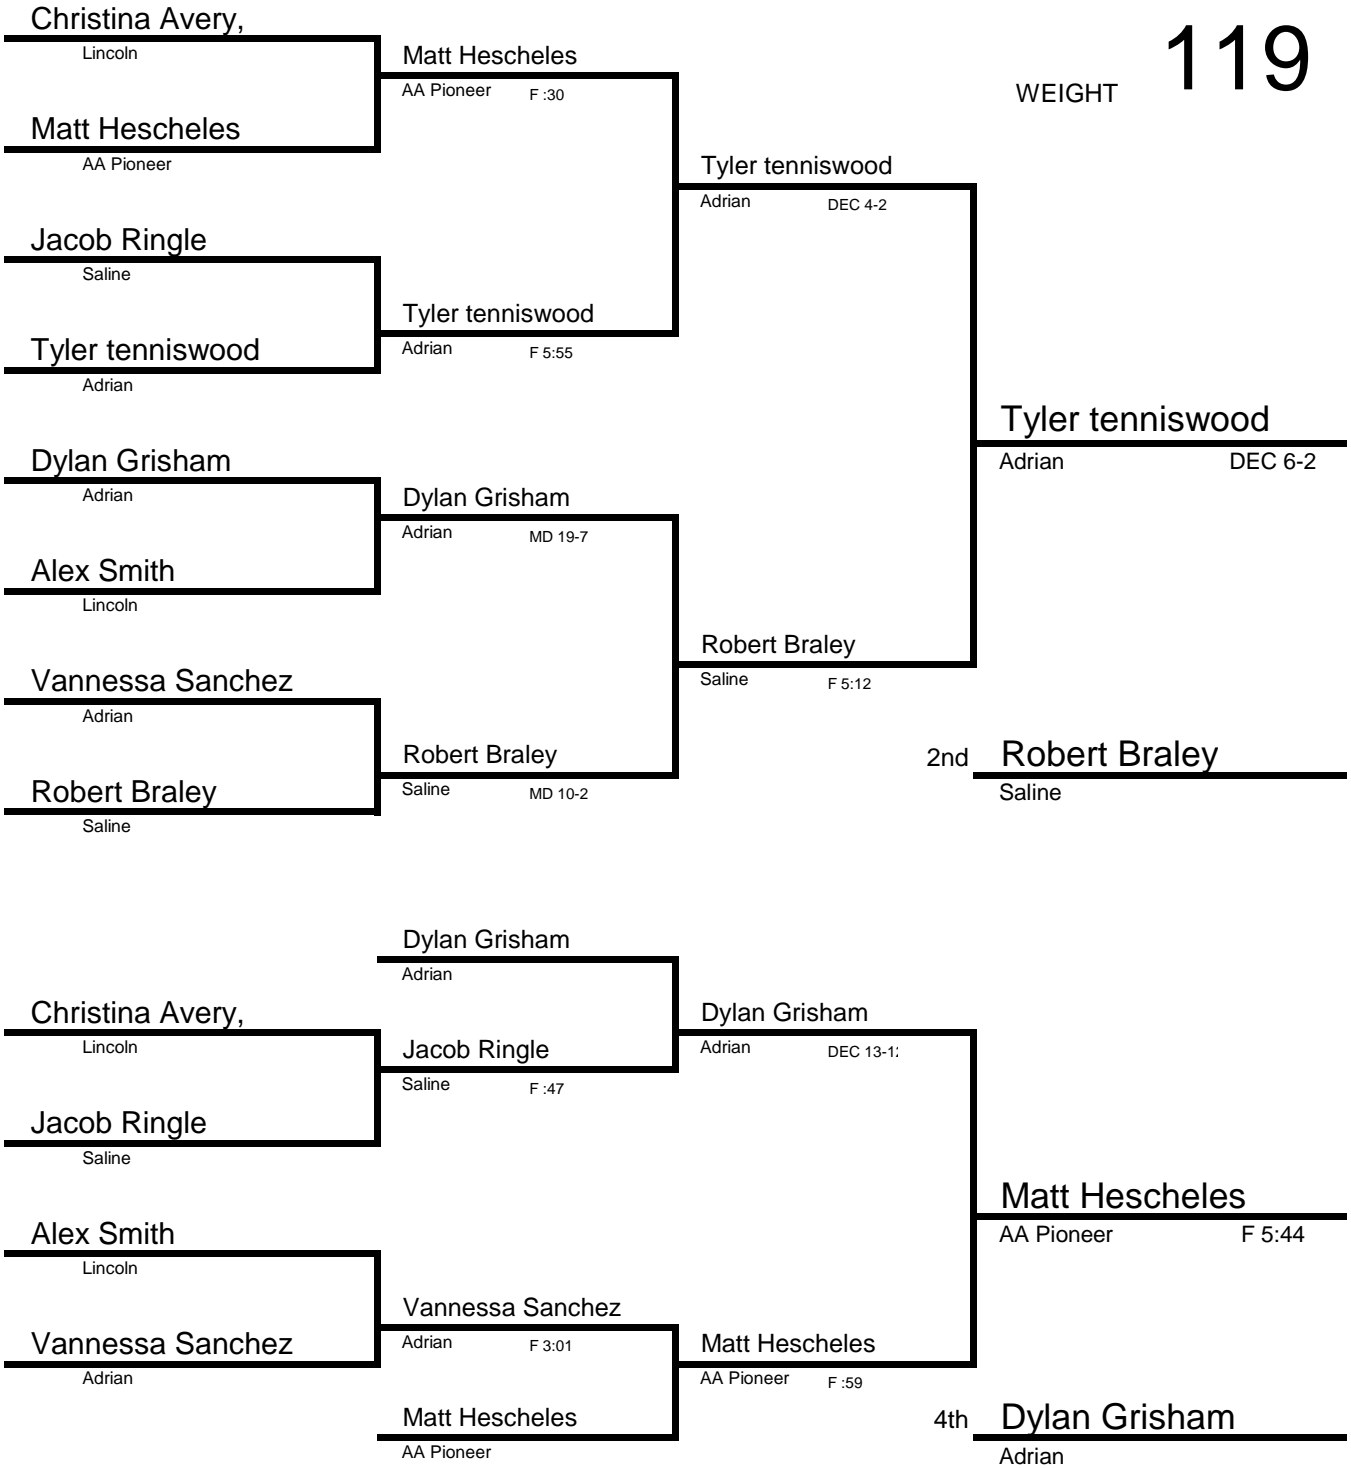 Christina Avery,
Lincoln
Matt Hescheles
AA Pioneer F :30
WEIGHT 119
Matt Hescheles
AA Pioneer
Tyler tenniswood
Adrian DEC 4-2
Jacob Ringle
Saline
Tyler tenniswood
Adrian F 5:55
Tyler tenniswood
Adrian
Tyler tenniswood
Adrian DEC 6-2
Dylan Grisham
Adrian
Dylan Grisham
Adrian MD 19-7
Alex Smith
Lincoln
Robert Braley
Saline F 5:12
Vannessa Sanchez
Adrian
Robert Braley
Saline MD 10-2
2nd Robert Braley
Saline
Robert Braley
Saline
Dylan Grisham
Adrian
Christina Avery,
Lincoln
Dylan Grisham
Adrian DEC 13-1
Jacob Ringle
Saline F :47
Jacob Ringle
Saline
Matt Hescheles
AA Pioneer F 5:44
Alex Smith
Lincoln
Vannessa Sanchez
Adrian F 3:01
Vannessa Sanchez
Adrian
Matt Hescheles
AA Pioneer F :59
Matt Hescheles
AA Pioneer
4th Dylan Grisham
Adrian